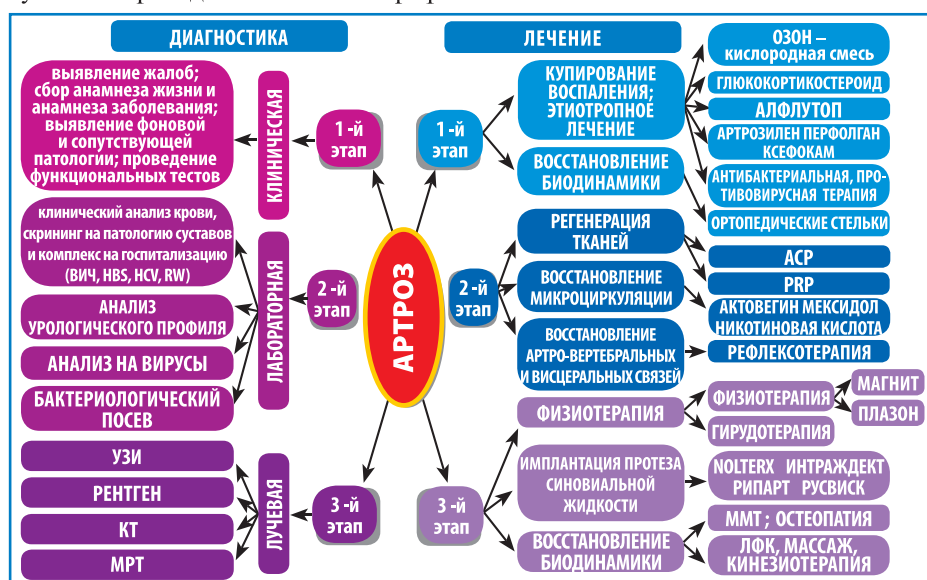 ДИАГНОСТИКА
ЛЕЧЕНИЕ
выявление жалоб;
сбор анамнеза жизни и
анамнеза заболевания;
выявление фоновой
и сопутствующей
патологии; проведение
функциональных тестов
КЛИНИЧЕСКАЯ
1-й
этап
клинический анализ крови,
скрининг на патологию суставов
и комплекс на госпитализацию
(ВИЧ, HBS, HCV, RW)
АНАЛИЗ
УРОЛОГИЧЕСКОГО ПРОФИЛЯ
АНАЛИЗ НА ВИРУСЫ
БАКТЕРИОЛОГИЧЕСКИЙ
ПОСЕВ
ЛАБОРАТОРНАЯ
2-й
этап
УЗИ
РЕНТГЕН
КТ
МРТ
ЛУЧЕВАЯ
3-й
этап
АРТРОЗ
1-й
этап
КУПИРОВАНИЕ
ВОСПАЛЕНИЯ;
ЭТИОТРОПНОЕ
ЛЕЧЕНИЕ
ВОССТАНОВЛЕНИЕ
БИОДИНАМИКИ
ОЗОН –
кислородная смесь
ГЛЮКОКОРТИКОСТЕРОИД
АЛФЛУТОП
АРТРОЗИЛЕН ПЕРФОЛГАН
КСЕФОКАМ
АНТИБАКТЕРИАЛЬНАЯ, ПРО-
ТИВОВИРУСНАЯ ТЕРАПИЯ
ОРТОПЕДИЧЕСКИЕ СТЕЛЬКИ
2-й
этап
РЕГЕНЕРАЦИЯ
ТКАНЕЙ
ВОССТАНОВЛЕНИЕ
МИКРОЦИРКУЛЯЦИИ
ВОССТАНОВЛЕНИЕ
АРТРО-ВЕРТЕБРАЛЬНЫХ
И ВИСЦЕРАЛЬНЫХ СВЯЗЕЙ
ACP
PRP
АКТОВЕГИН МЕКСИДОЛ
НИКОТИНОВАЯ КИСЛОТА
РЕФЛЕКСОТЕРАПИЯ
3-й
этап
ФИЗИОТЕРАПИЯ
ФИЗИОТЕРАПИЯ
МАГНИТ
ПЛАЗОН
ГИРУДОТЕРАПИЯ
ИМПЛАНТАЦИЯ ПРОТЕЗА
СИНОВИАЛЬНОЙ
ЖИДКОСТИ
NOLTERX ИНТРАЖДЕКТ
РИПАРТ РУСВИСК
ВОССТАНОВЛЕНИЕ
БИОДИНАМИКИ
ММТ; ОСТЕОПАТИЯ
ЛФК, МАССАЖ,
КИНЕЗИОТЕРАПИЯ